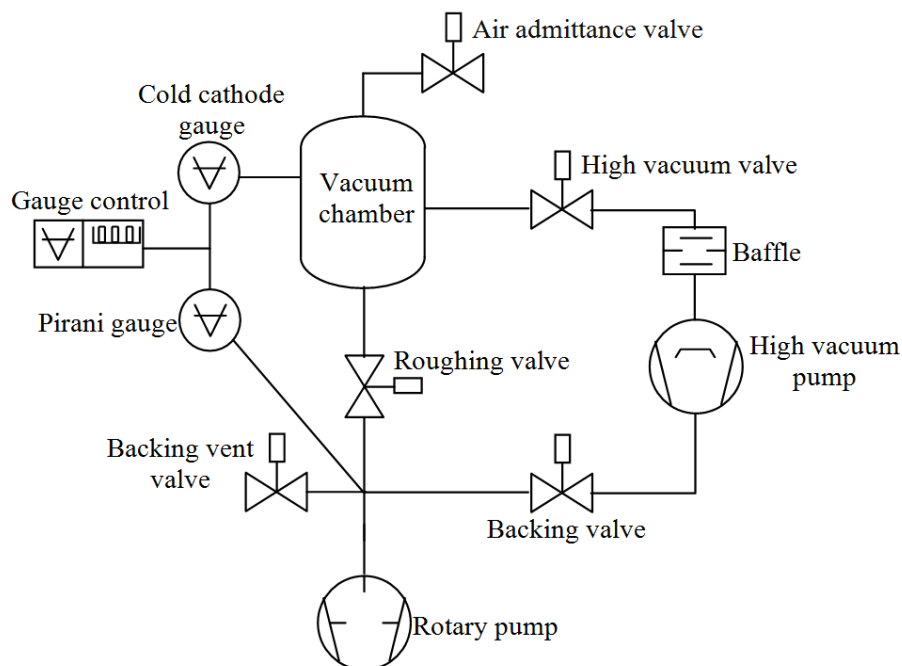 Air admittance valve
Cold cathode
gauge
High vacuum valve
Vacuum
chamber
Gauge control
Baffle
Pirani gauge
High vacuum
pump
Roughing valve
Backing vent
valve
Backing valve
Rotary pump